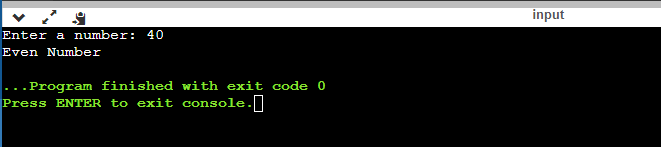 input
Enter a number: 40
Even Number
...Program finished with exit code 0
Press ENTER to exit console.